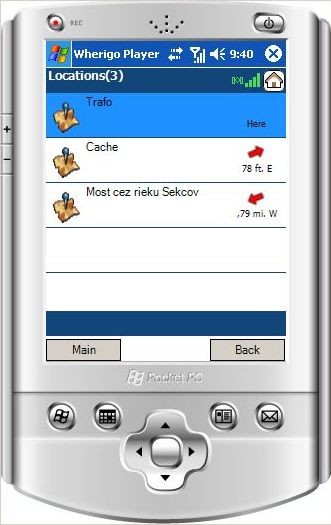 REC
Wherigo Player 9:40
Locations(3)
Trafo
Here
Cache
78 ft. E
Most cez rieku Sekcov
,79 mi. W
Main
Back
Pocket PC
+
−